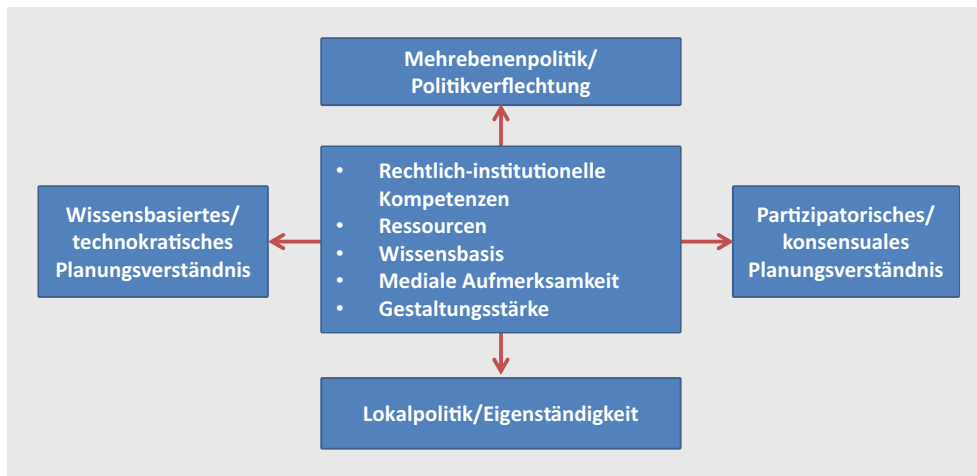 Mehrebenenpolitik/
Politikverflechtung
Wissensbasiertes/
technokratisches
Planungsverständnis
• Rechtlich-institutionelle
Kompetenzen
• Ressourcen
• Wissensbasis
• Mediale Aufmerksamkeit
• Gestaltungsstärke
Partizipatorisches/
konsensuales
Planungsverständnis
Lokalpolitik/Eigenständigkeit